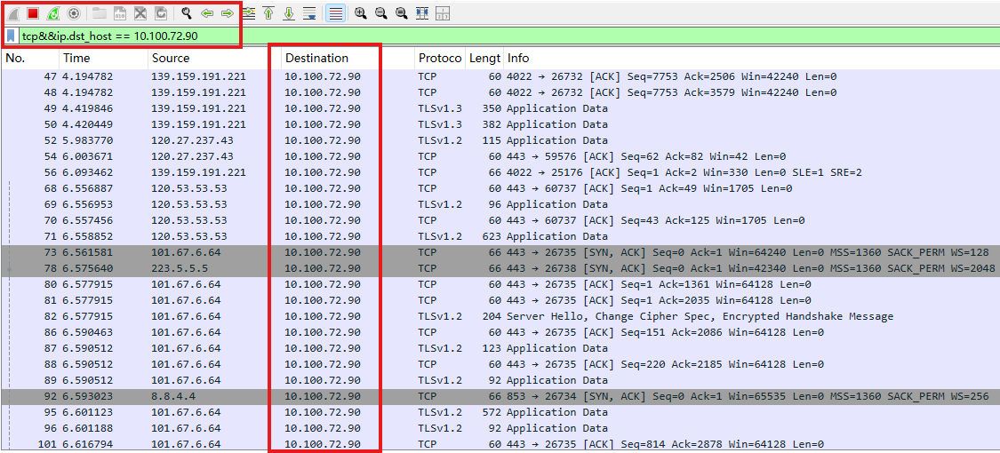 tcp&&ip.dst_host == 10.100.72.90
No. Time Source Destination Protoco Lengt Info
47 4.194782 139.159.191.221 10.100.72.90 TCP 60 4022 → 26732 [ACK] Seq=7753 Ack=2506 Win=42240 Len=0
48 4.194782 139.159.191.221 10.100.72.90 TCP 60 4022 → 26732 [ACK] Seq=7753 Ack=3579 Win=42240 Len=0
49 4.419846 139.159.191.221 10.100.72.90 TLSv1.3 350 Application Data
50 4.420449 139.159.191.221 10.100.72.90 TLSv1.3 382 Application Data
52 5.983770 120.27.237.43 10.100.72.90 TLSv1.2 115 Application Data
54 6.003671 120.27.237.43 10.100.72.90 TCP 60 443 → 59576 [ACK] Seq=62 Ack=82 Win=42 Len=0
56 6.093462 139.159.191.221 10.100.72.90 TCP 66 4022 → 25176 [ACK] Seq=1 Ack=2 Win=330 Len=0 SLE=1 SRE=2
68 6.556887 120.53.53.53 10.100.72.90 TCP 60 443 → 60737 [ACK] Seq=1 Ack=49 Win=1705 Len=0
69 6.556953 120.53.53.53 10.100.72.90 TLSv1.2 96 Application Data
70 6.557456 120.53.53.53 10.100.72.90 TCP 60 443 → 60737 [ACK] Seq=43 Ack=125 Win=1705 Len=0
71 6.558852 120.53.53.53 10.100.72.90 TLSv1.2 623 Application Data
73 6.561581 101.67.6.64 10.100.72.90 TCP 66 443 → 26735 [SYN, ACK] Seq=0 Ack=1 Win=64240 Len=0 MSS=1360 SACK_PERM WS=128
78 6.575640 223.5.5.5 10.100.72.90 TCP 66 443 → 26738 [SYN, ACK] Seq=0 Ack=1 Win=42340 Len=0 MSS=1360 SACK_PERM WS=2048
80 6.577915 101.67.6.64 10.100.72.90 TCP 60 443 → 26735 [ACK] Seq=1 Ack=1361 Win=64128 Len=0
81 6.577915 101.67.6.64 10.100.72.90 TCP 60 443 → 26735 [ACK] Seq=1 Ack=2035 Win=64128 Len=0
82 6.577915 101.67.6.64 10.100.72.90 TLSv1.2 204 Server Hello, Change Cipher Spec, Encrypted Handshake Message
86 6.590463 101.67.6.64 10.100.72.90 TCP 60 443 → 26735 [ACK] Seq=151 Ack=2086 Win=64128 Len=0
87 6.590512 101.67.6.64 10.100.72.90 TLSv1.2 123 Application Data
88 6.590512 101.67.6.64 10.100.72.90 TCP 60 443 → 26735 [ACK] Seq=220 Ack=2185 Win=64128 Len=0
89 6.590512 101.67.6.64 10.100.72.90 TLSv1.2 92 Application Data
92 6.593023 8.8.4.4 10.100.72.90 TCP 66 853 → 26734 [SYN, ACK] Seq=0 Ack=1 Win=65535 Len=0 MSS=1360 SACK_PERM WS=256
95 6.601123 101.67.6.64 10.100.72.90 TLSv1.2 572 Application Data
96 6.601188 101.67.6.64 10.100.72.90 TLSv1.2 92 Application Data
101 6.616794 101.67.6.64 10.100.72.90 TCP 60 443 → 26735 [ACK] Seq=814 Ack=2878 Win=64128 Len=0